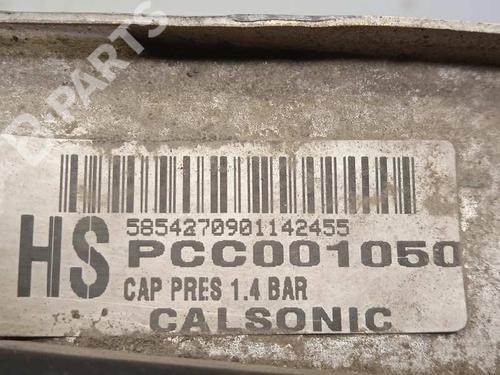 B-PARTS
5854270901142455
HS PCC001050
CAP PRES 1.4 BAR
CALSONIC